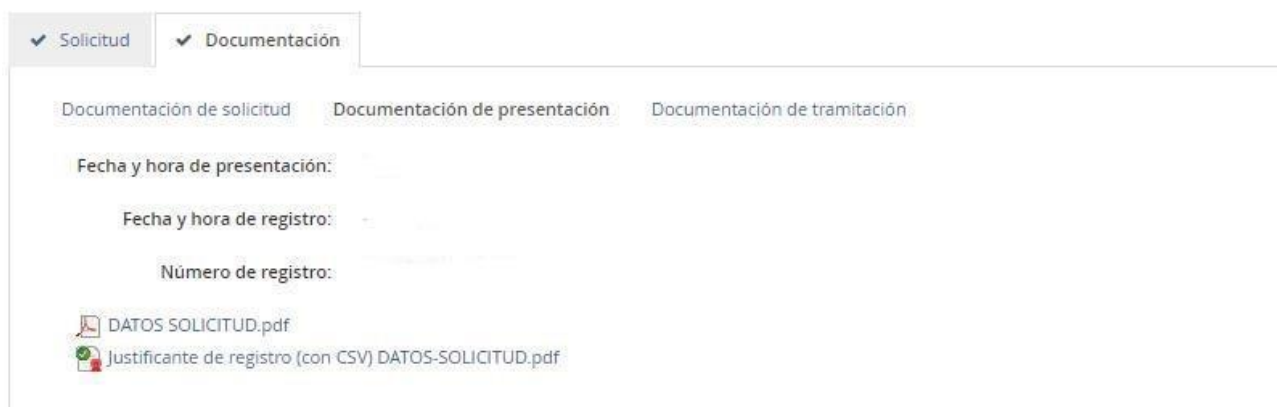 Solicitud Documentación
Documentación de solicitud Documentación de presentación Documentación de tramitación
Fecha y hora de presentación:
Fecha y hora de registro:
Número de registro:
DATOS SOLICITUD.pdf
Justificante de registro (con CSV) DATOS-SOLICITUD.pdf